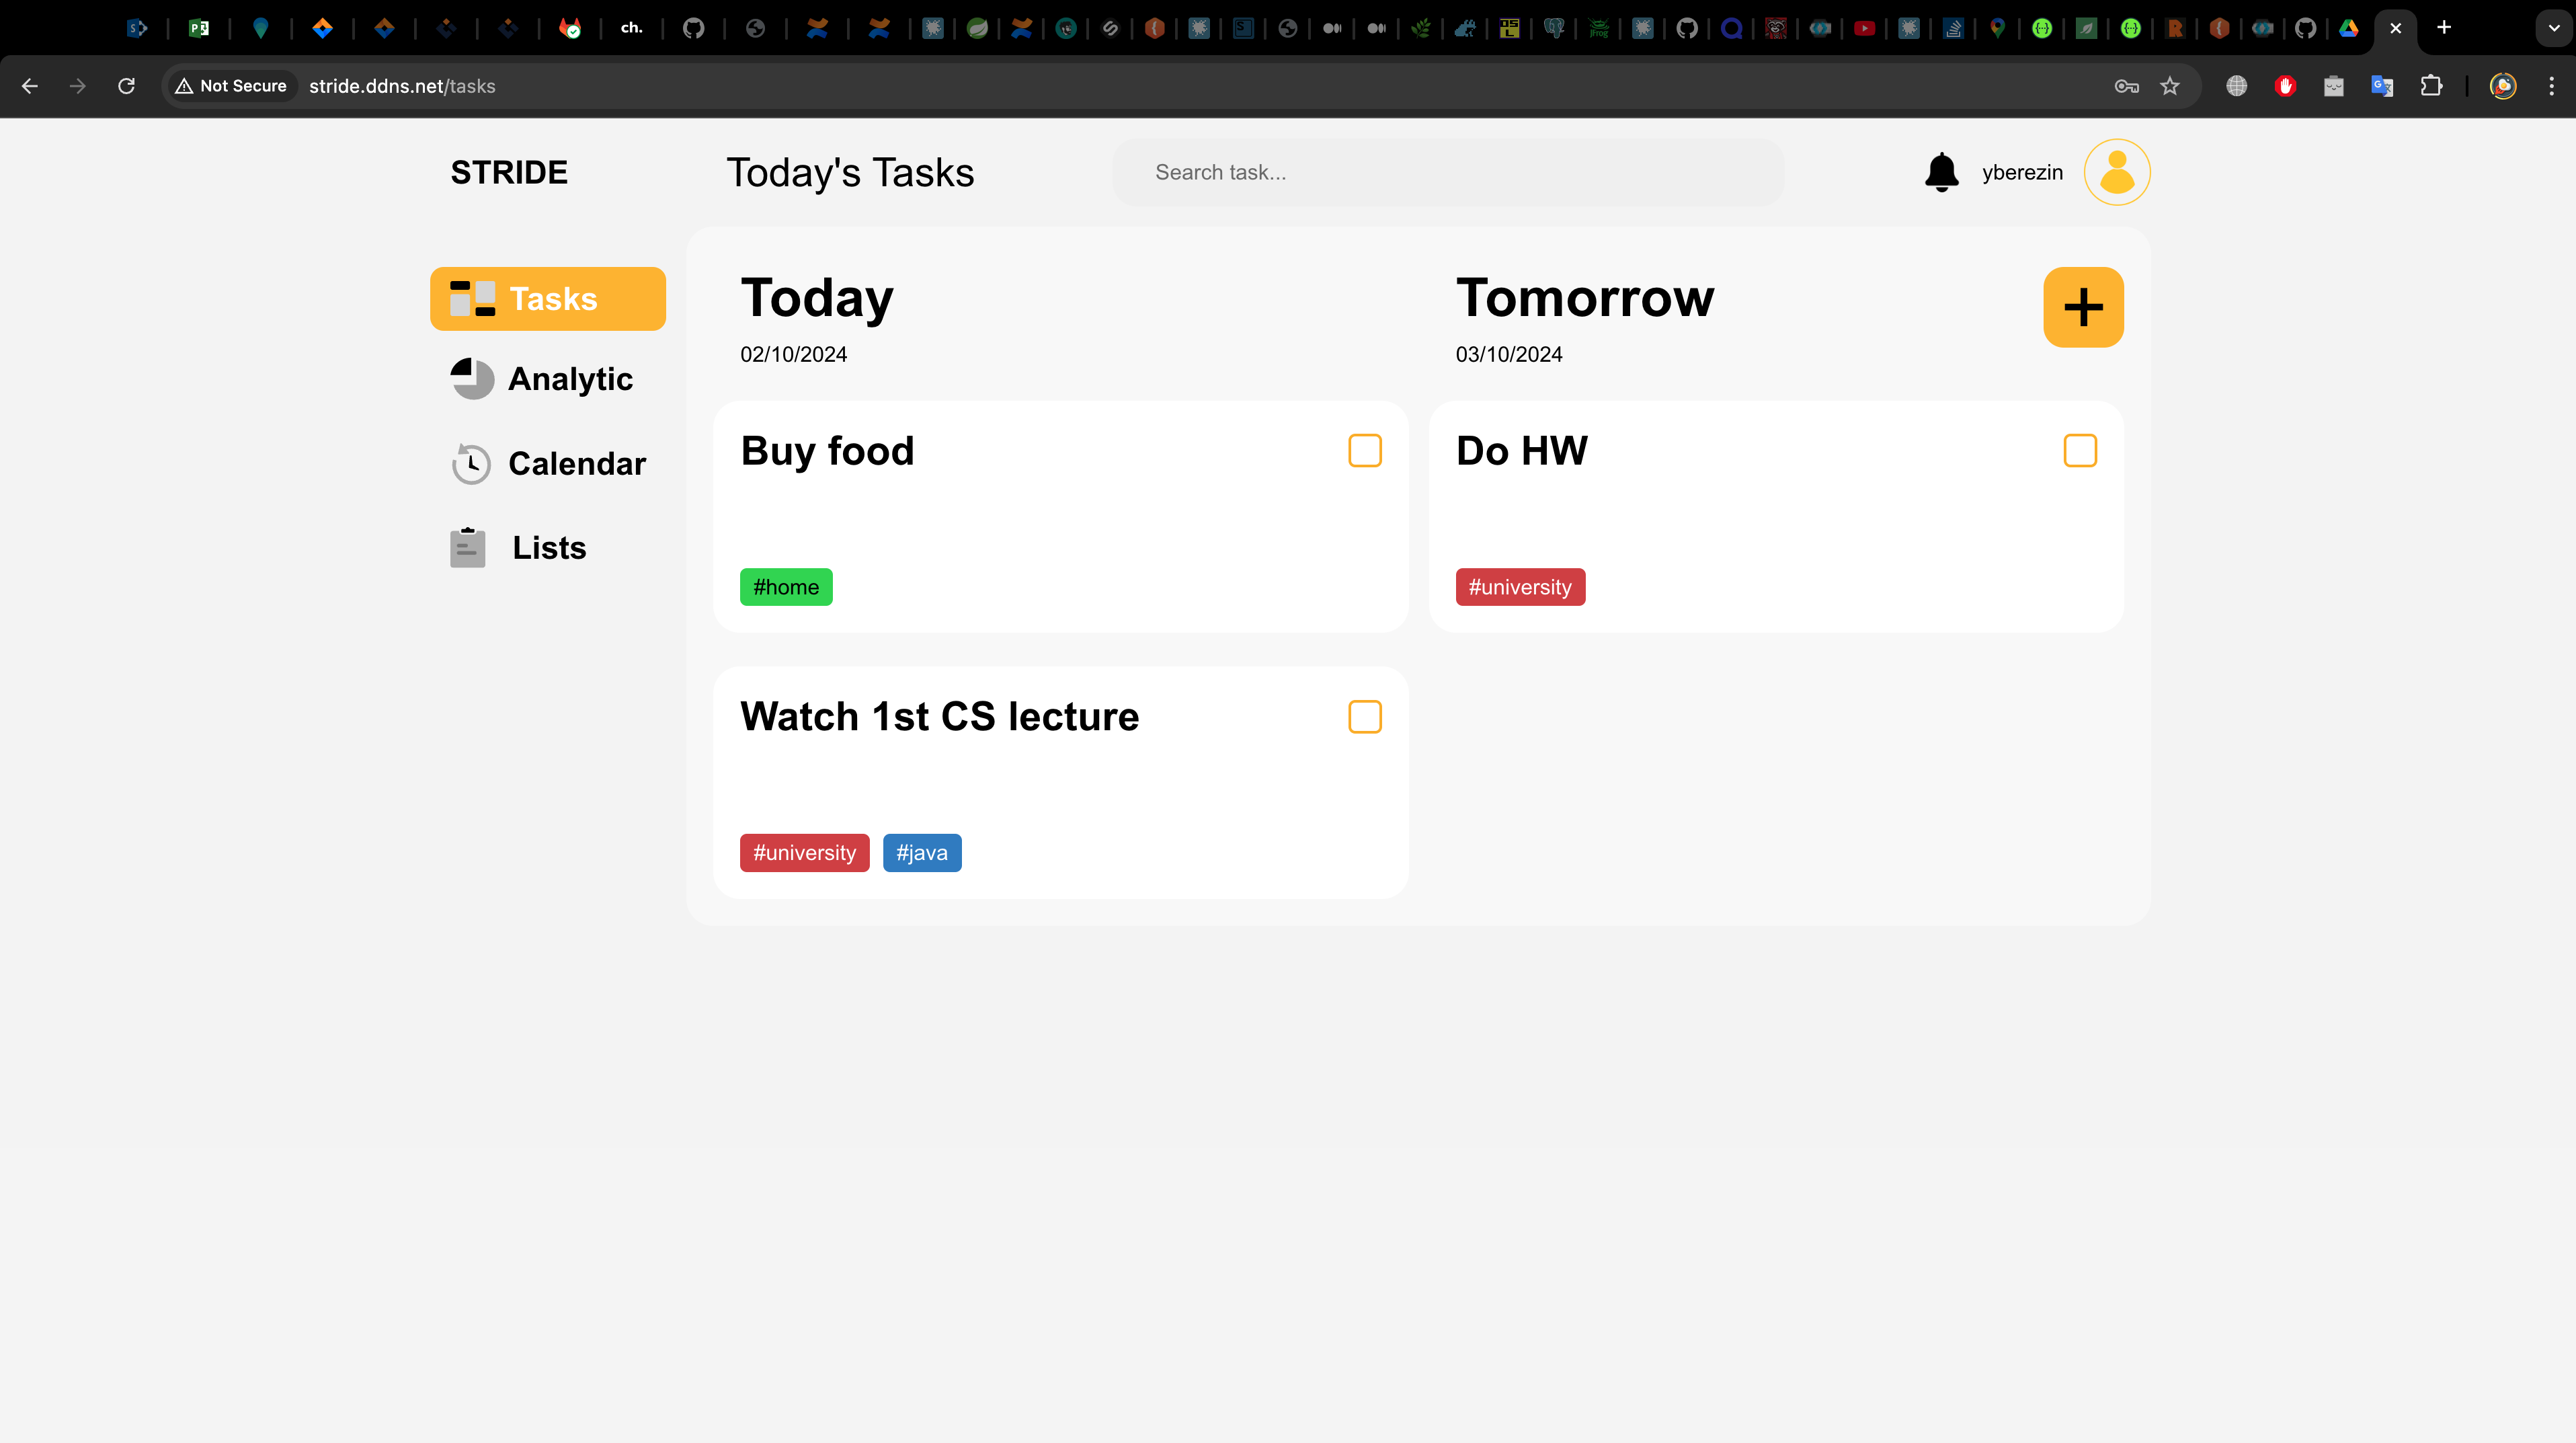 ch.
Not Secure stride.ddns.net/tasks
STRIDE
Today's Tasks
Search task...
yberezin
Tasks
Analytic
Calendar
Lists
Today
02/10/2024
Buy food
#home
Watch 1st CS lecture
#university #java
Tomorrow
03/10/2024
Do HW
#university